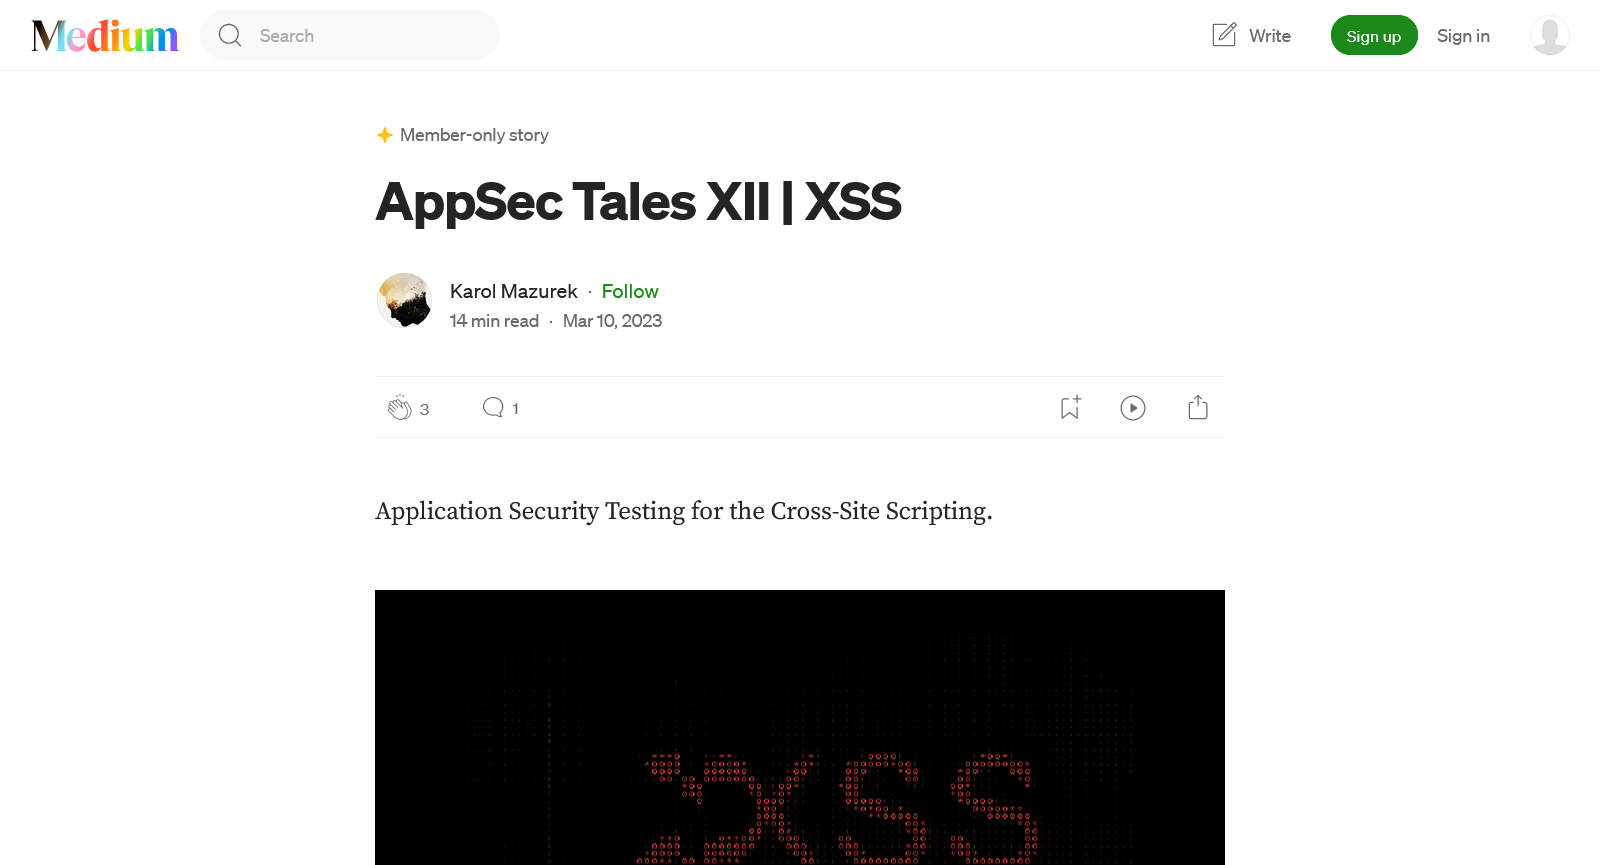 Medium
Search
Write
Sign up
Sign in
Member-only story
AppSec Tales XII | XSS
Karol Mazurek · Follow
14 min read · Mar 10, 2023
3
1
Application Security Testing for the Cross-Site Scripting.
XSS